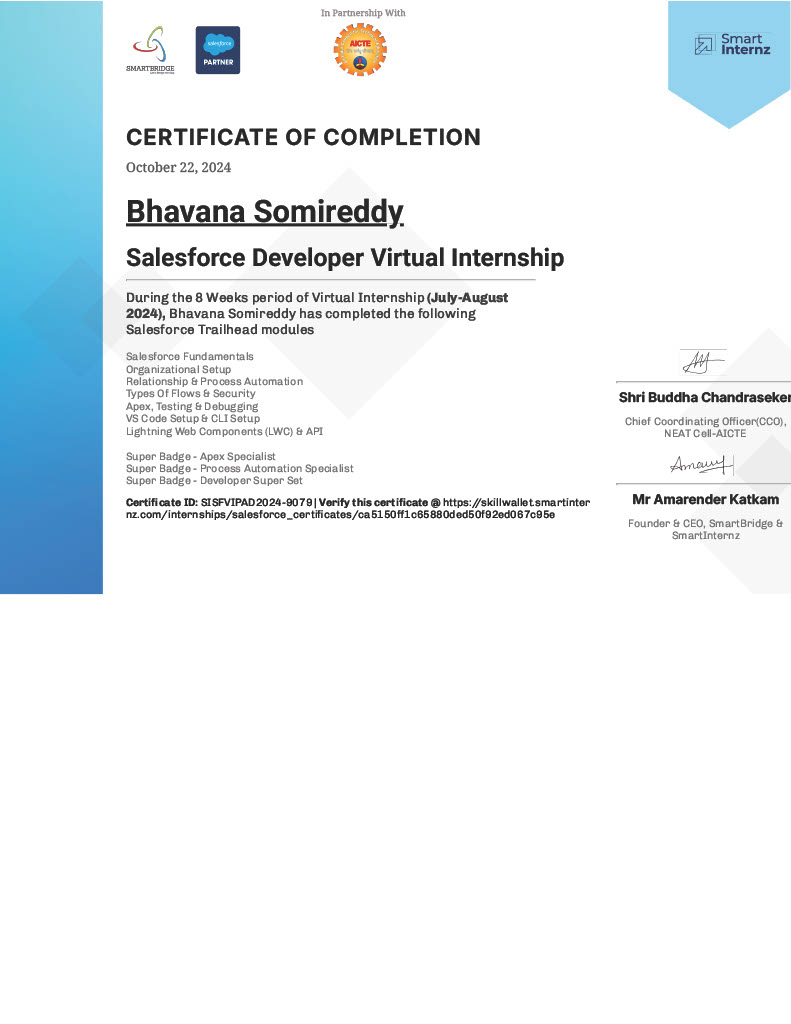 In Partnership With
SMARTBRIDGE
salesforce
PARTNER
AICTE
Smart
Internz
CERTIFICATE OF COMPLETION
October 22, 2024
Bhavana Somireddy
Salesforce Developer Virtual Internship
During the 8 Weeks period of Virtual Internship (July-August
2024), Bhavana Somireddy has completed the following
Salesforce Trailhead modules
Salesforce Fundamentals
Organizational Setup
Relationship & Process Automation
Types Of Flows & Security
Apex, Testing & Debugging
VS Code Setup & CLI Setup
Lightning Web Components (LWC) & API
Super Badge - Apex Specialist
Super Badge - Process Automation Specialist
Super Badge - Developer Super Set
Certificate ID: SISFVIPAD2024-9079 | Verify this certificate @ https://skillwallet.smartinter
nz.com/internships/salesforce_certificates/ca5150ff1c65880ded50f92ed067c95e
Shri Buddha Chandraseker
Chief Coordinating Officer(CCO),
NEAT Cell-AICTE
Mr Amarender Katkam
Founder & CEO, SmartBridge &
SmartInternz